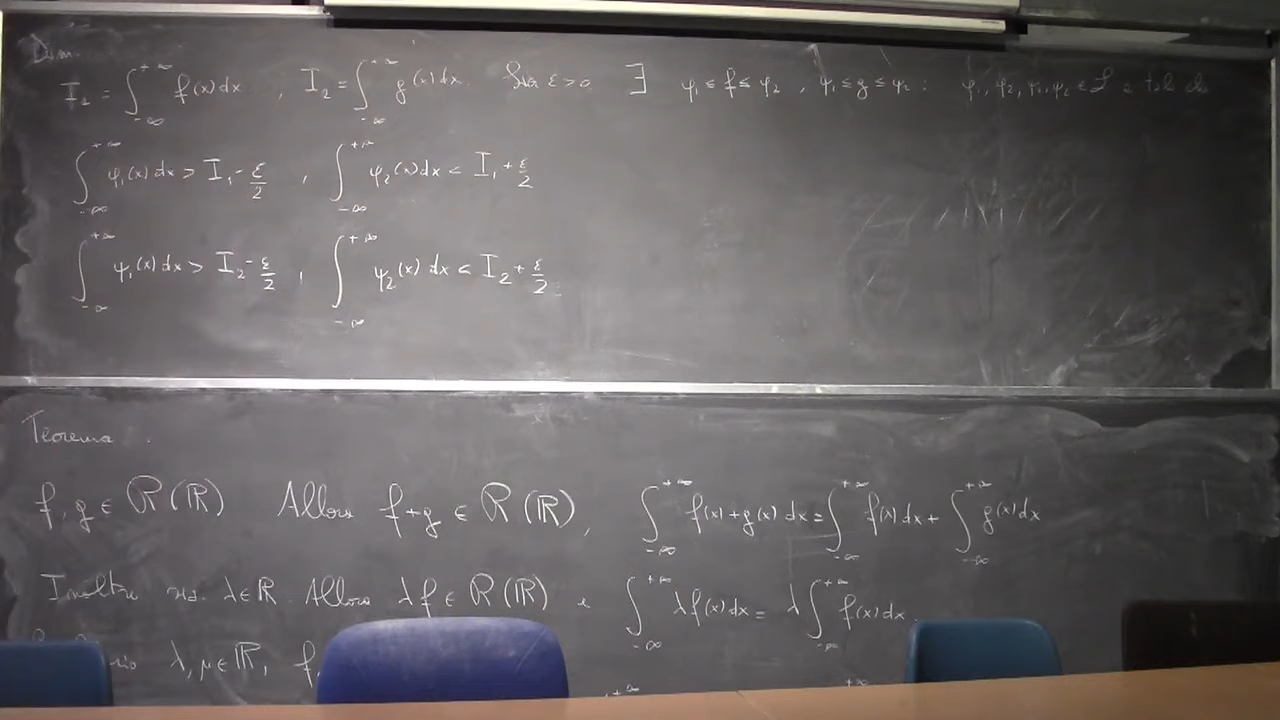 Dim.
I₁ = ∫_{-∞}^{+∞} f(x) dx , I₂ = ∫_{-∞}^{+∞} g(x) dx. Sia ε > 0 ∃ φ₁ ≤ f ≤ φ₂ , ψ₁ ≤ g ≤ ψ₂ : φ₁, φ₂, ψ₁, ψ₂ ∈ 𝒮 e tali che
∫_{-∞}^{+∞} φ₁(x) dx > I₁ - ε/2 , ∫_{-∞}^{+∞} φ₂(x) dx < I₁ + ε/2
∫_{-∞}^{+∞} ψ₁(x) dx > I₂ - ε/2 , ∫_{-∞}^{+∞} ψ₂(x) dx < I₂ + ε/2
Teorema.
f, g ∈ R(ℝ) Allora f+g ∈ R(ℝ), ∫_{-∞}^{+∞} f(x)+g(x) dx = ∫_{-∞}^{+∞} f(x) dx + ∫_{-∞}^{+∞} g(x) dx
Inoltre sia λ∈ℝ. Allora λf ∈ R(ℝ) e ∫_{-∞}^{+∞} λf(x) dx = λ ∫_{-∞}^{+∞} f(x) dx.
λ, μ ∈ ℝ, f,